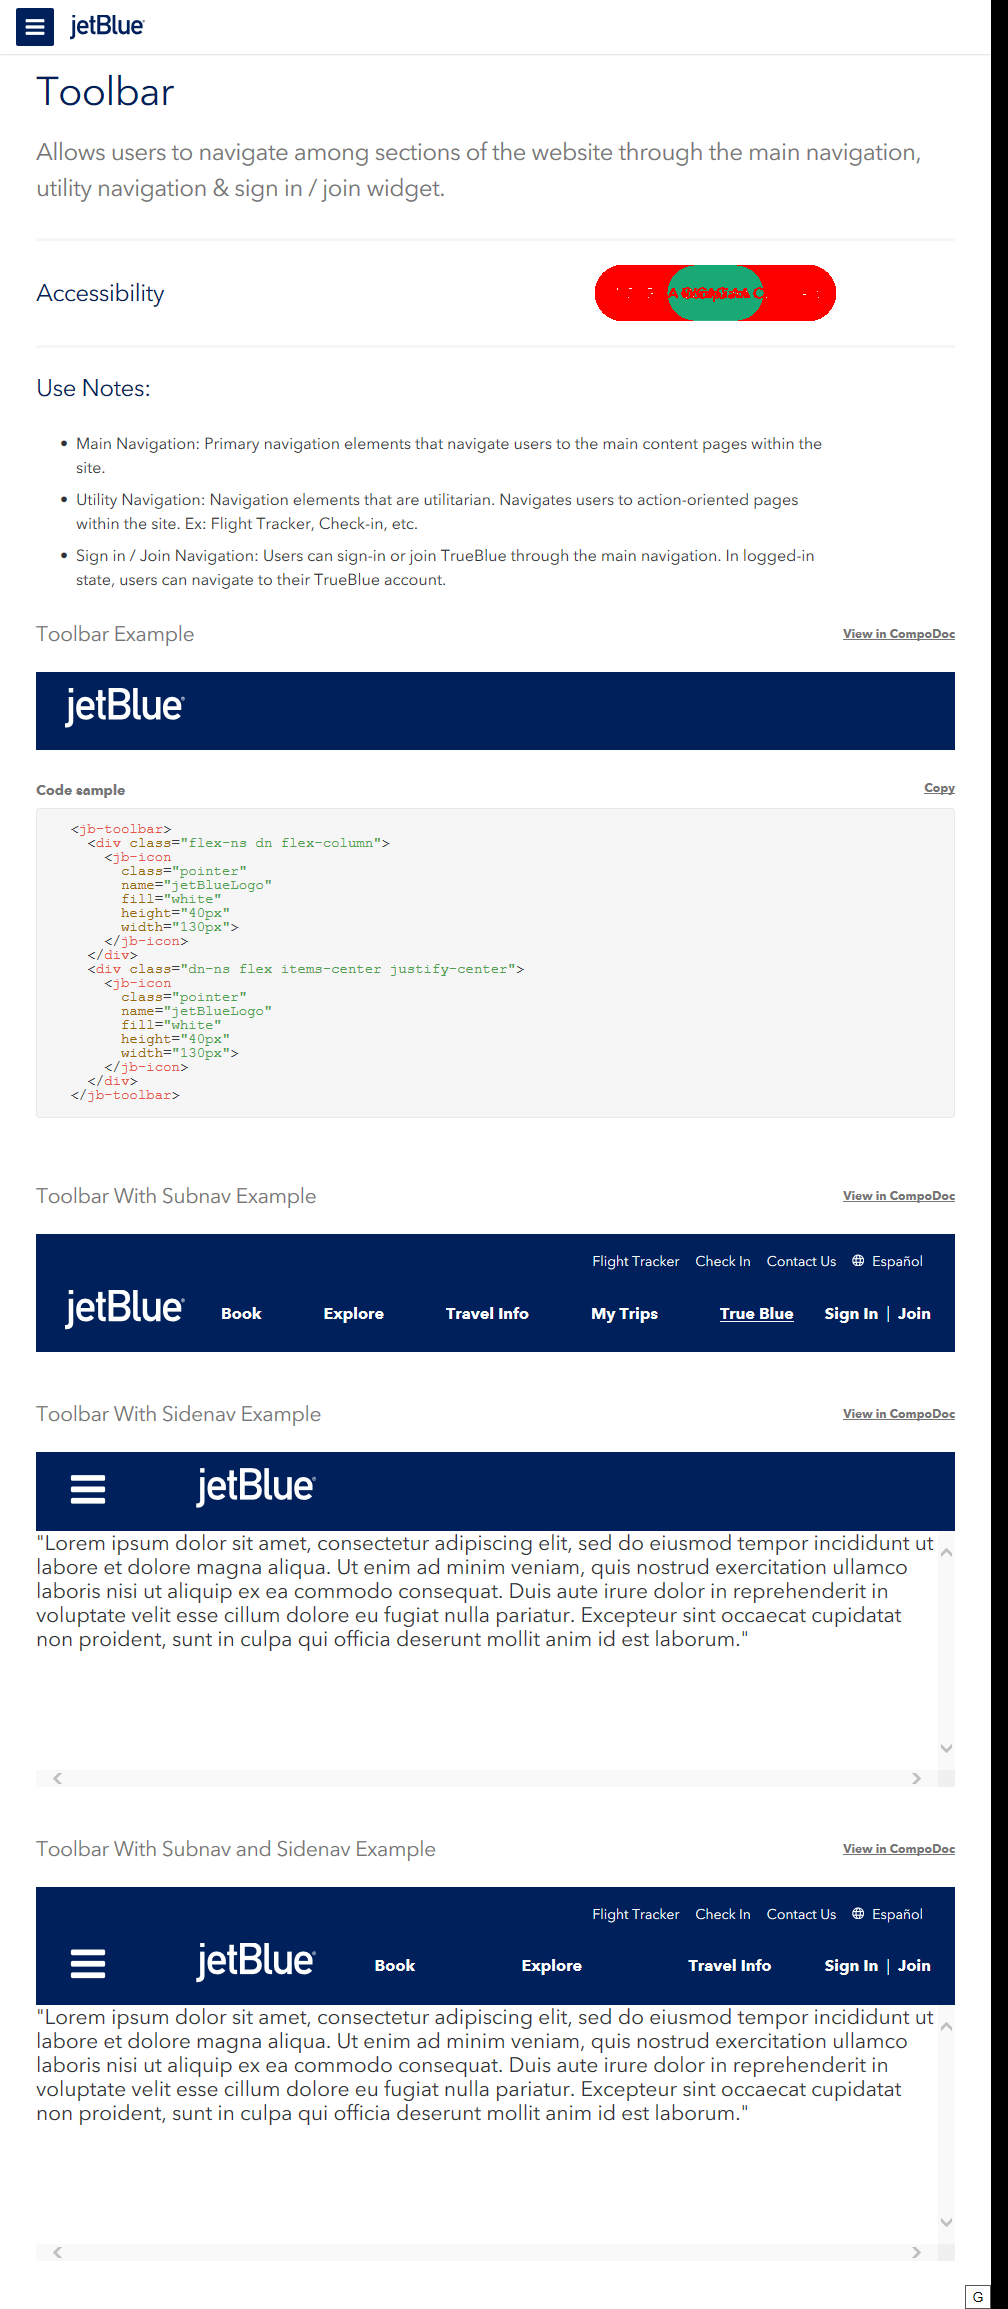 jetBlue
Toolbar
Allows users to navigate among sections of the website through the main navigation,
utility navigation & sign in / join widget.
Accessibility
Use Notes:
• Main Navigation: Primary navigation elements that navigate users to the main content pages within the
site.
• Utility Navigation: Navigation elements that are utilitarian. Navigates users to action-oriented pages
within the site. Ex: Flight Tracker, Check-in, etc.
• Sign in / Join Navigation: Users can sign-in or join TrueBlue through the main navigation. In logged-in
state, users can navigate to their TrueBlue account.
Toolbar Example View in CompoDoc
jetBlue
Code sample Copy
<jb-toolbar>
<div class="flex-ns dn flex-column">
<jb-icon
class="pointer"
name="jetBlueLogo"
fill="white"
height="40px"
width="130px">
</jb-icon>
</div>
<div class="dn-ns flex items-center justify-center">
<jb-icon
class="pointer"
name="jetBlueLogo"
fill="white"
height="40px"
width="130px">
</jb-icon>
</div>
</jb-toolbar>
Toolbar With Subnav Example View in CompoDoc
Flight Tracker Check In Contact Us Español
jetBlue Book Explore Travel Info My Trips True Blue Sign In | Join
Toolbar With Sidenav Example View in CompoDoc
jetBlue
"Lorem ipsum dolor sit amet, consectetur adipiscing elit, sed do eiusmod tempor incididunt ut
labore et dolore magna aliqua. Ut enim ad minim veniam, quis nostrud exercitation ullamco
laboris nisi ut aliquip ex ea commodo consequat. Duis aute irure dolor in reprehenderit in
voluptate velit esse cillum dolore eu fugiat nulla pariatur. Excepteur sint occaecat cupidatat
non proident, sunt in culpa qui officia deserunt mollit anim id est laborum."
Toolbar With Subnav and Sidenav Example View in CompoDoc
Flight Tracker Check In Contact Us Español
jetBlue Book Explore Travel Info Sign In | Join
"Lorem ipsum dolor sit amet, consectetur adipiscing elit, sed do eiusmod tempor incididunt ut
labore et dolore magna aliqua. Ut enim ad minim veniam, quis nostrud exercitation ullamco
laboris nisi ut aliquip ex ea commodo consequat. Duis aute irure dolor in reprehenderit in
voluptate velit esse cillum dolore eu fugiat nulla pariatur. Excepteur sint occaecat cupidatat
non proident, sunt in culpa qui officia deserunt mollit anim id est laborum."
G